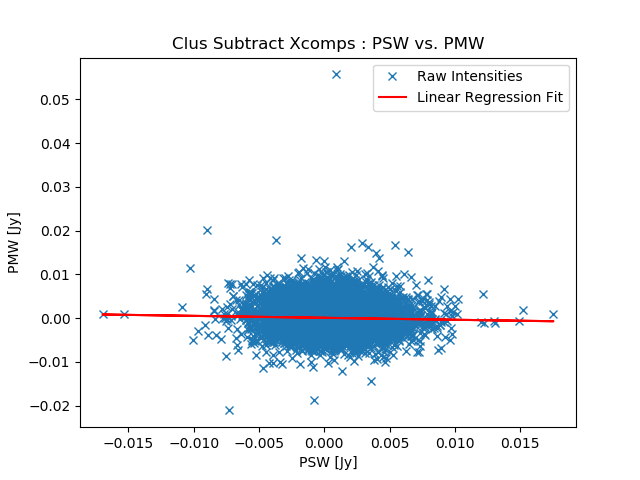 Clus Subtract Xcomps : PSW vs. PMW
Raw Intensities
Linear Regression Fit
PMW [Jy]
0.05
0.04
0.03
0.02
0.01
0.00
−0.01
−0.02
−0.015 −0.010 −0.005 0.000 0.005 0.010 0.015
PSW [Jy]